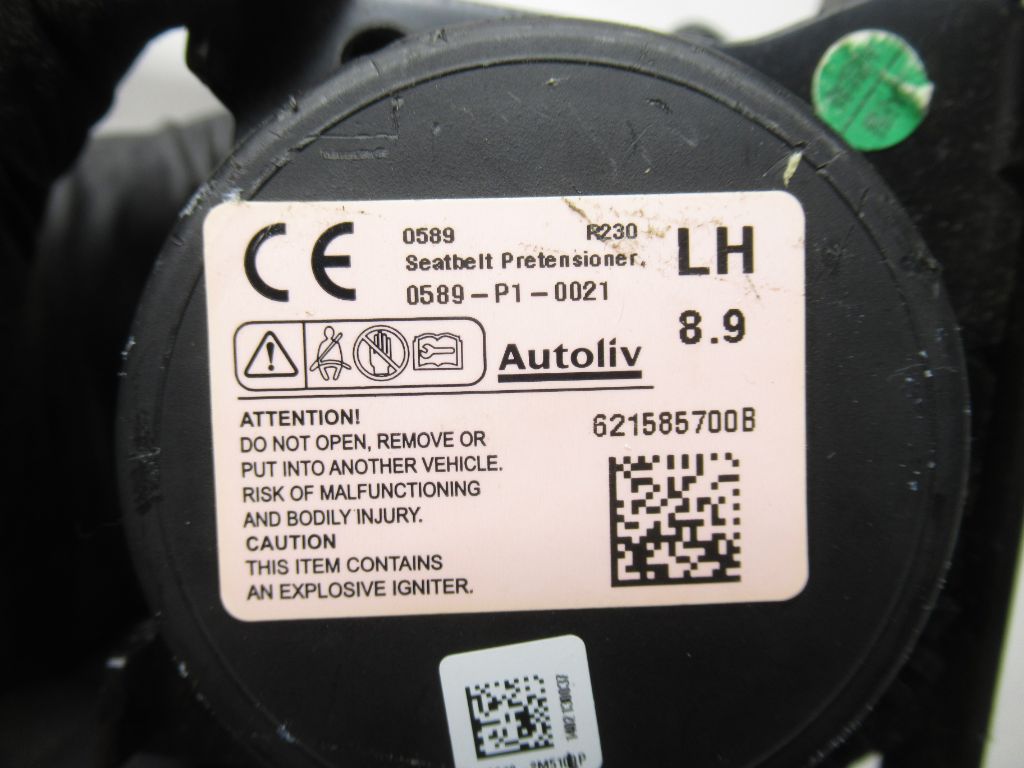 CE 0589 R230 LH
Seatbelt Pretensioner.
0589-P1-0021
8.9
Autoliv
ATTENTION!
DO NOT OPEN, REMOVE OR
PUT INTO ANOTHER VEHICLE.
RISK OF MALFUNCTIONING
AND BODILY INJURY.
CAUTION
THIS ITEM CONTAINS
AN EXPLOSIVE IGNITER.
621585700B